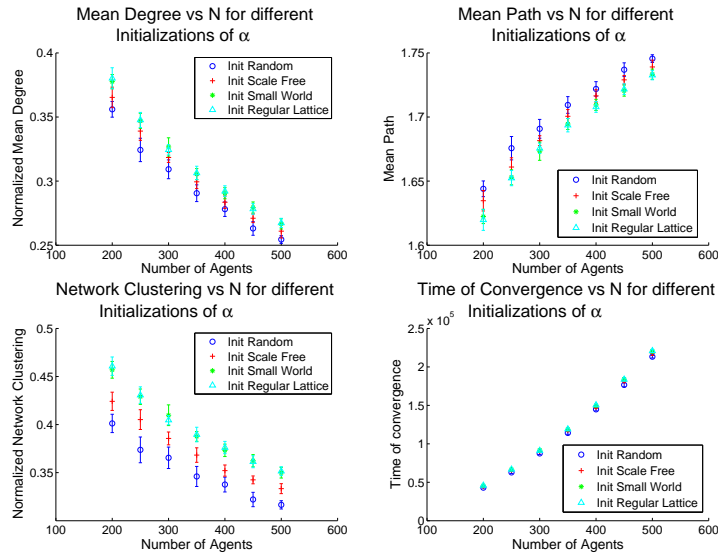 Mean Degree vs N for different
Initializations of α
Normalized Mean Degree
0.4
0.35
0.3
0.25
100 200 300 400 500 600
Number of Agents
Init Random
Init Scale Free
Init Small World
Init Regular Lattice
Mean Path vs N for different
Initializations of α
Mean Path
1.75
1.7
1.65
1.6
100 200 300 400 500 600
Number of Agents
Init Random
Init Scale Free
Init Small World
Init Regular Lattice
Network Clustering vs N for different
Initializations of α
Normalized Network Clustering
0.5
0.45
0.4
0.35
100 200 300 400 500 600
Number of Agents
Init Random
Init Scale Free
Init Small World
Init Regular Lattice
Time of Convergence vs N for different
Initializations of α
x 10^5
Time of convergence
2.5
2
1.5
1
0.5
0
100 200 300 400 500 600
Number of Agents
Init Random
Init Scale Free
Init Small World
Init Regular Lattice